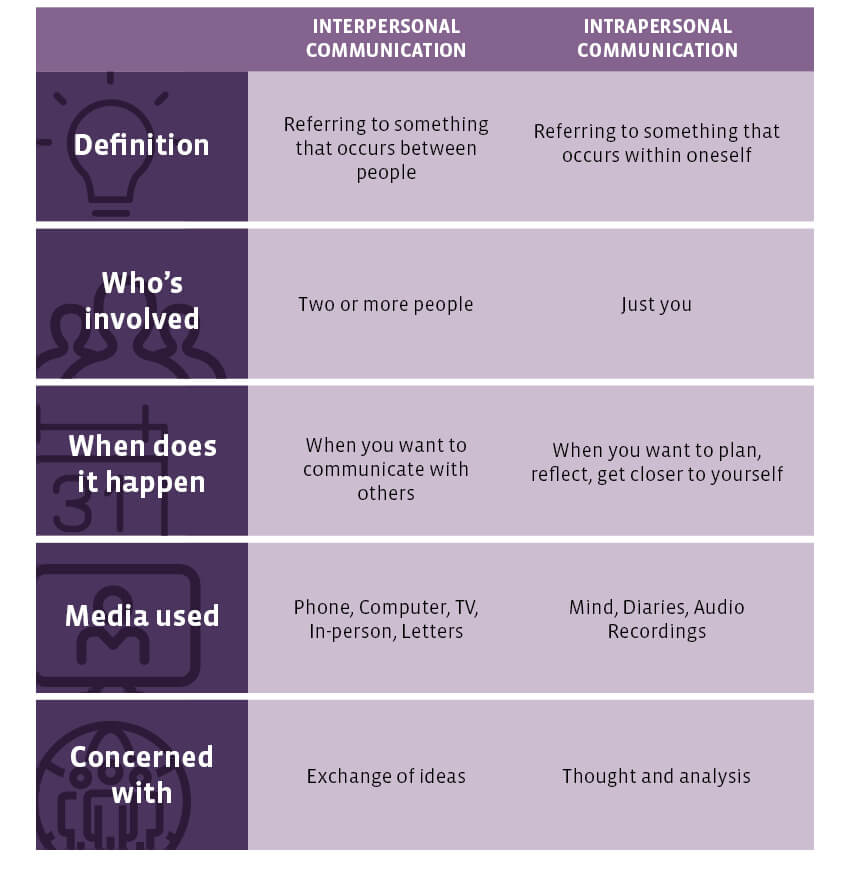 INTERPERSONAL
COMMUNICATION
INTRAPERSONAL
COMMUNICATION
Definition
Referring to something
that occurs between
people
Referring to something that
occurs within oneself
Who’s
involved
Two or more people
Just you
When does
it happen
When you want to
communicate with
others
When you want to plan,
reflect, get closer to yourself
31
Media used
Phone, Computer, TV,
In-person, Letters
Mind, Diaries, Audio
Recordings
Concerned
with
Exchange of ideas
Thought and analysis